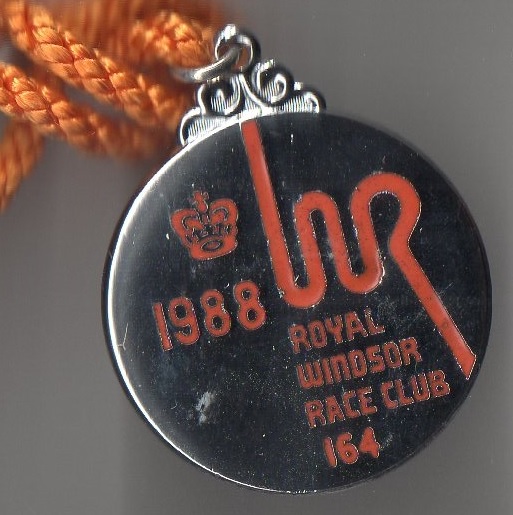 1988
ROYAL
WINDSOR
RACE CLUB
164